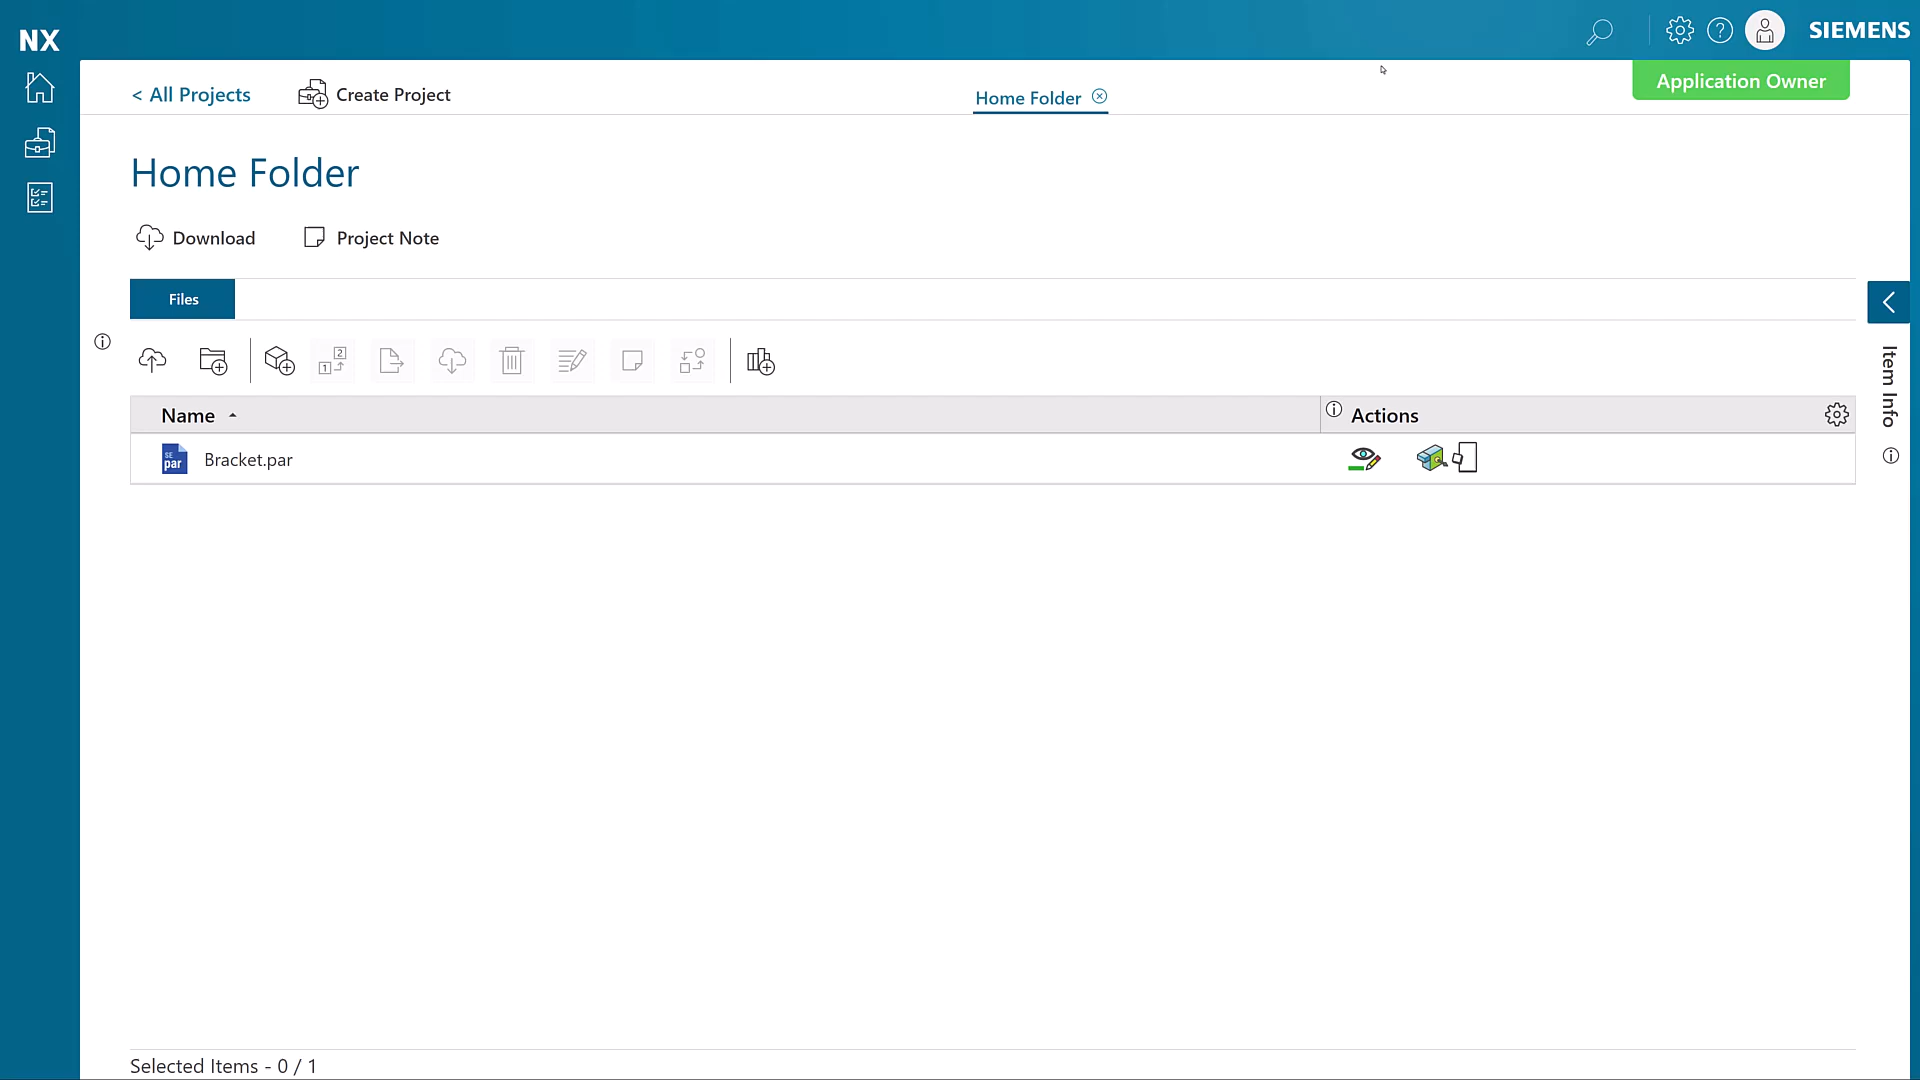 NX
SIEMENS
< All Projects
Create Project
Home Folder
Application Owner
Home Folder
Download
Project Note
Files
Item Info
Name
Actions
SE
par
Bracket.par
Selected Items - 0 / 1